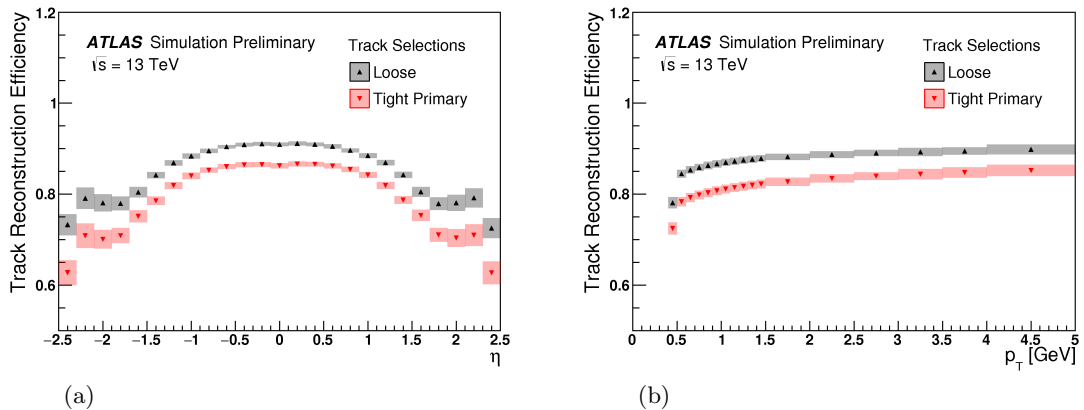 1.2
1
0.8
0.6
Track Reconstruction Efficiency
ATLAS Simulation Preliminary
√s = 13 TeV
Track Selections
Loose
Tight Primary
−2.5 −2 −1.5 −1 −0.5 0 0.5 1 1.5 2 2.5
η
(a)
1.2
1
0.8
0.6
Track Reconstruction Efficiency
ATLAS Simulation Preliminary
√s = 13 TeV
Track Selections
Loose
Tight Primary
0 0.5 1 1.5 2 2.5 3 3.5 4 4.5 5
p_T [GeV]
(b)